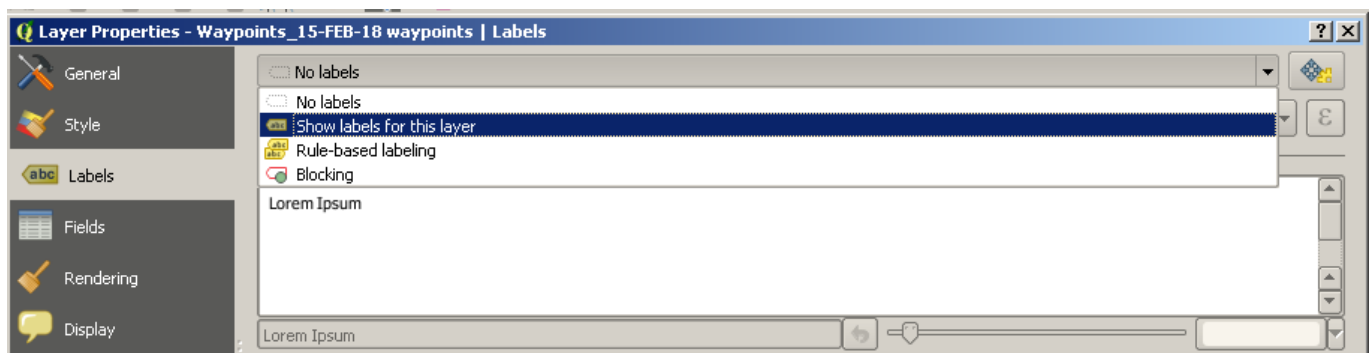 Layer Properties - Waypoints_15-FEB-18 waypoints | Labels
General
No labels
No labels
Style
Show labels for this layer
ε
Rule-based labeling
abc Labels
Blocking
Lorem Ipsum
Fields
Rendering
Display
Lorem Ipsum